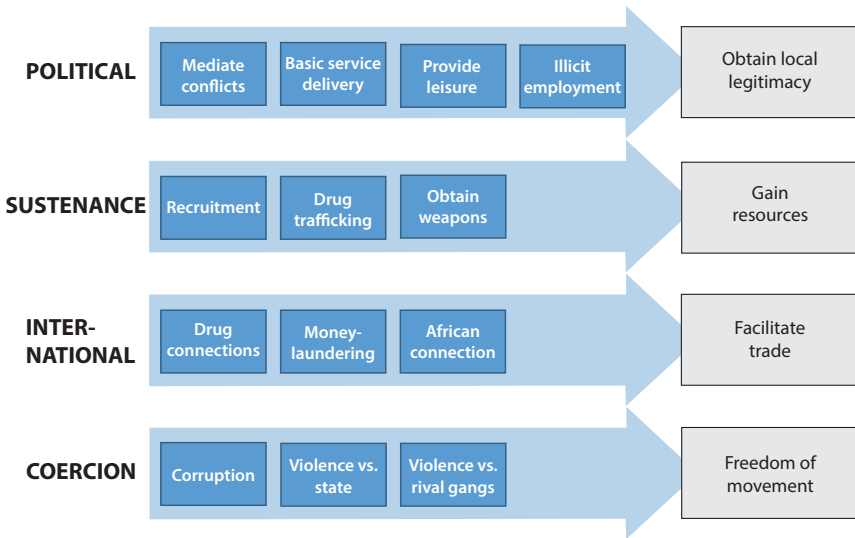 POLITICAL
Mediate
conflicts
Basic service
delivery
Provide
leisure
Illicit
employment
Obtain local
legitimacy
SUSTENANCE
Recruitment
Drug
trafficking
Obtain
weapons
Gain
resources
INTER-
NATIONAL
Drug
connections
Money-
laundering
African
connection
Facilitate
trade
COERCION
Corruption
Violence vs.
state
Violence vs.
rival gangs
Freedom of
movement